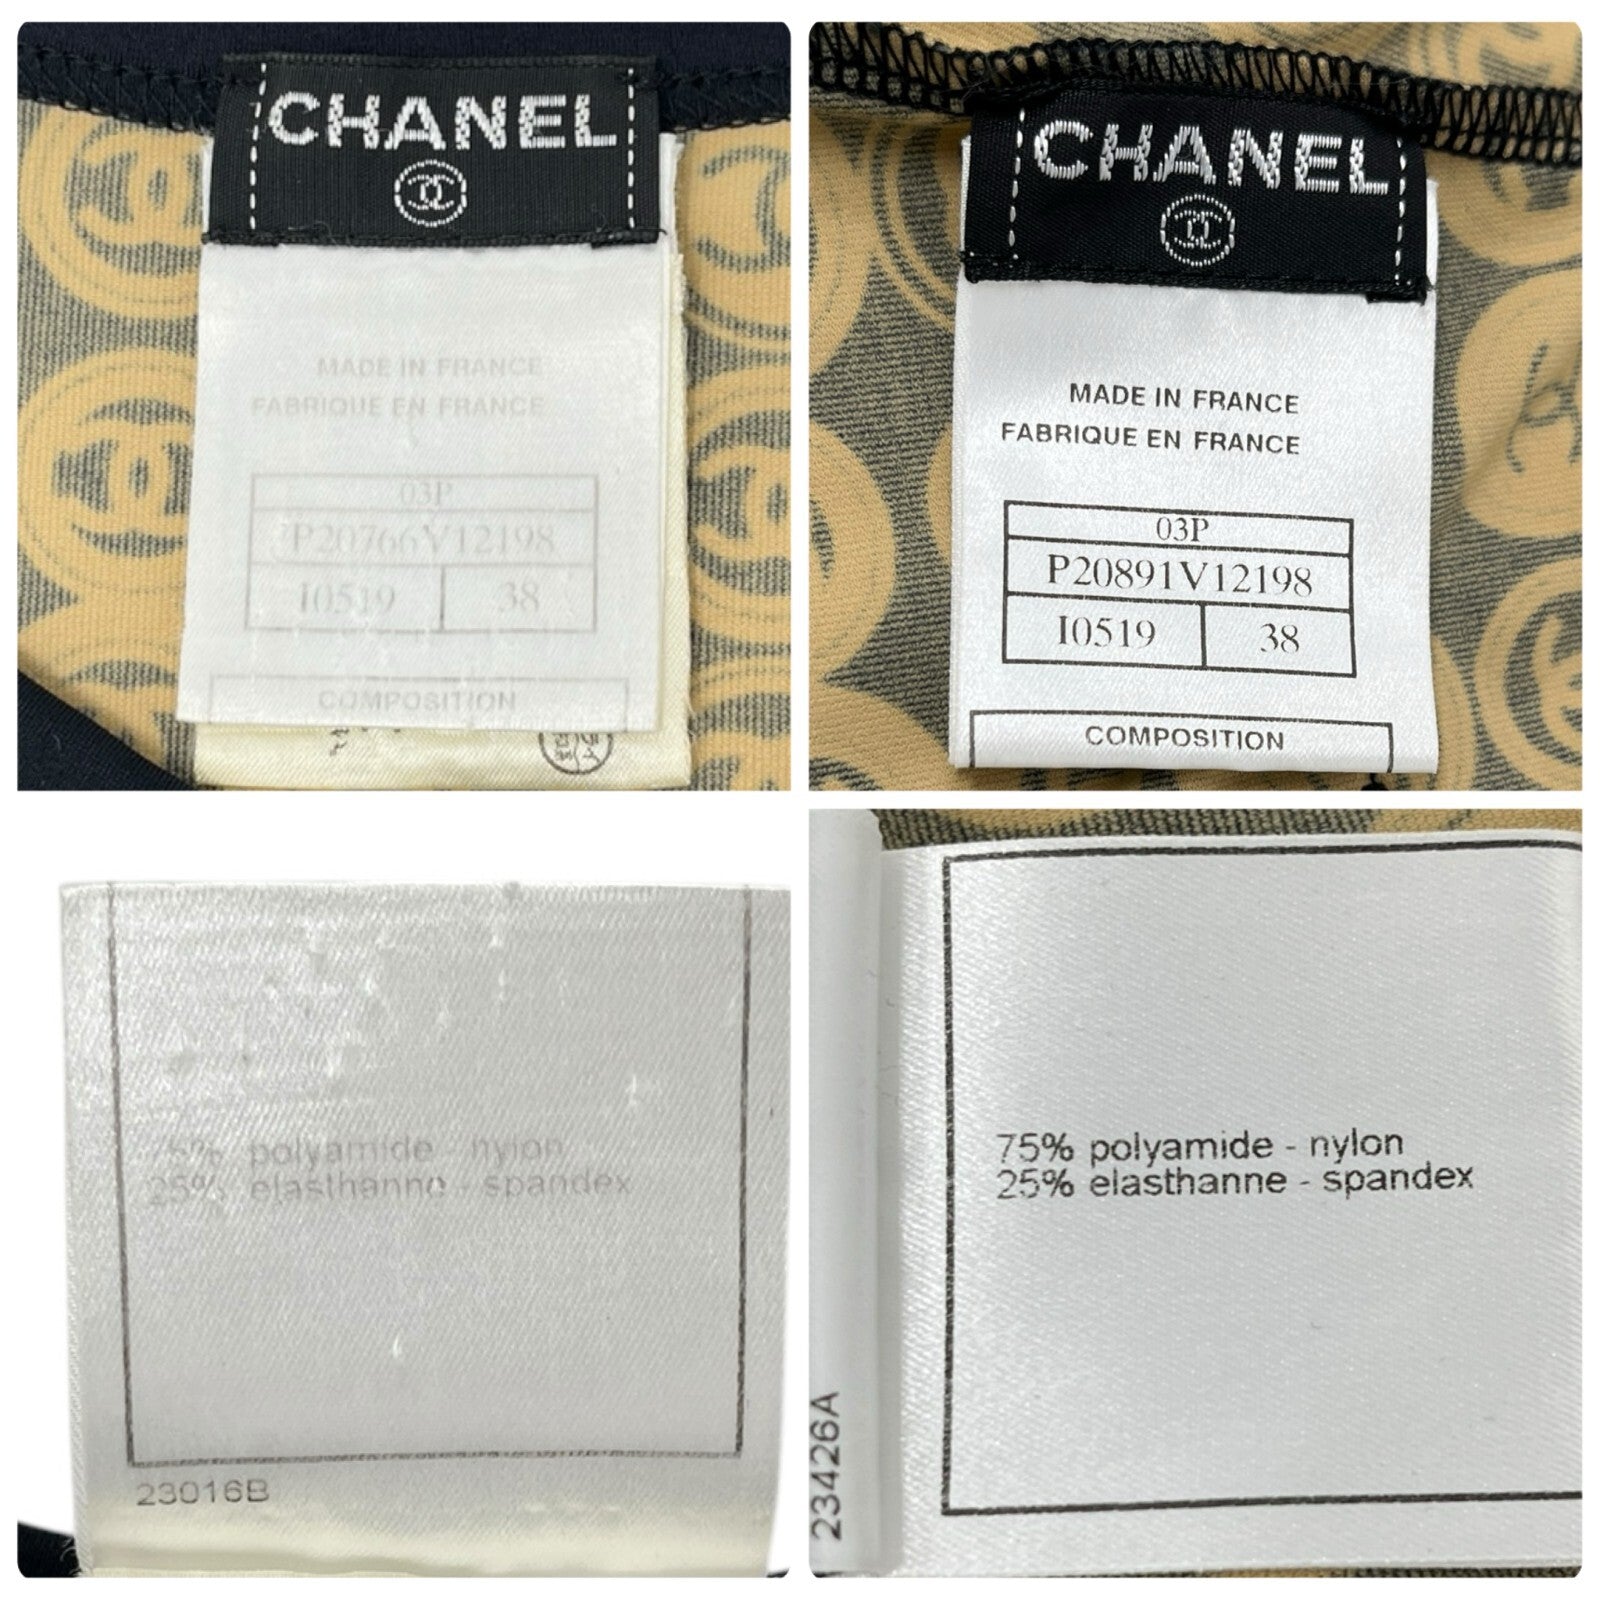 CHANEL
MADE IN FRANCE
FABRIQUE EN FRANCE
03P
P20766V12198
10519 38
COMPOSITION
CHANEL
MADE IN FRANCE
FABRIQUE EN FRANCE
03P
P20891V12198
I0519 38
COMPOSITION
75% polyamide - nylon
25% elasthanne - spandex
23016B
75% polyamide - nylon
25% elasthanne - spandex
23426A